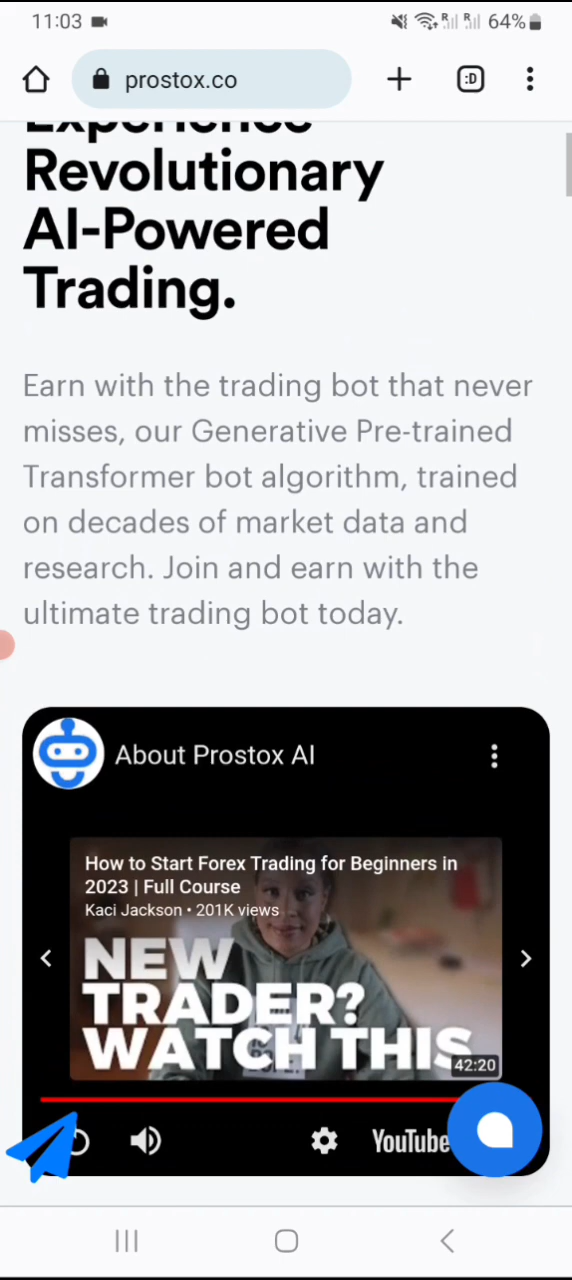 11:03 64%
prostox.co :D
Experience
Revolutionary
AI-Powered
Trading.
Earn with the trading bot that never
misses, our Generative Pre-trained
Transformer bot algorithm, trained
on decades of market data and
research. Join and earn with the
ultimate trading bot today.
About Prostox AI
How to Start Forex Trading for Beginners in
2023 | Full Course
Kaci Jackson • 201K views
NEW
TRADER?
WATCH THIS
42:20
YouTube